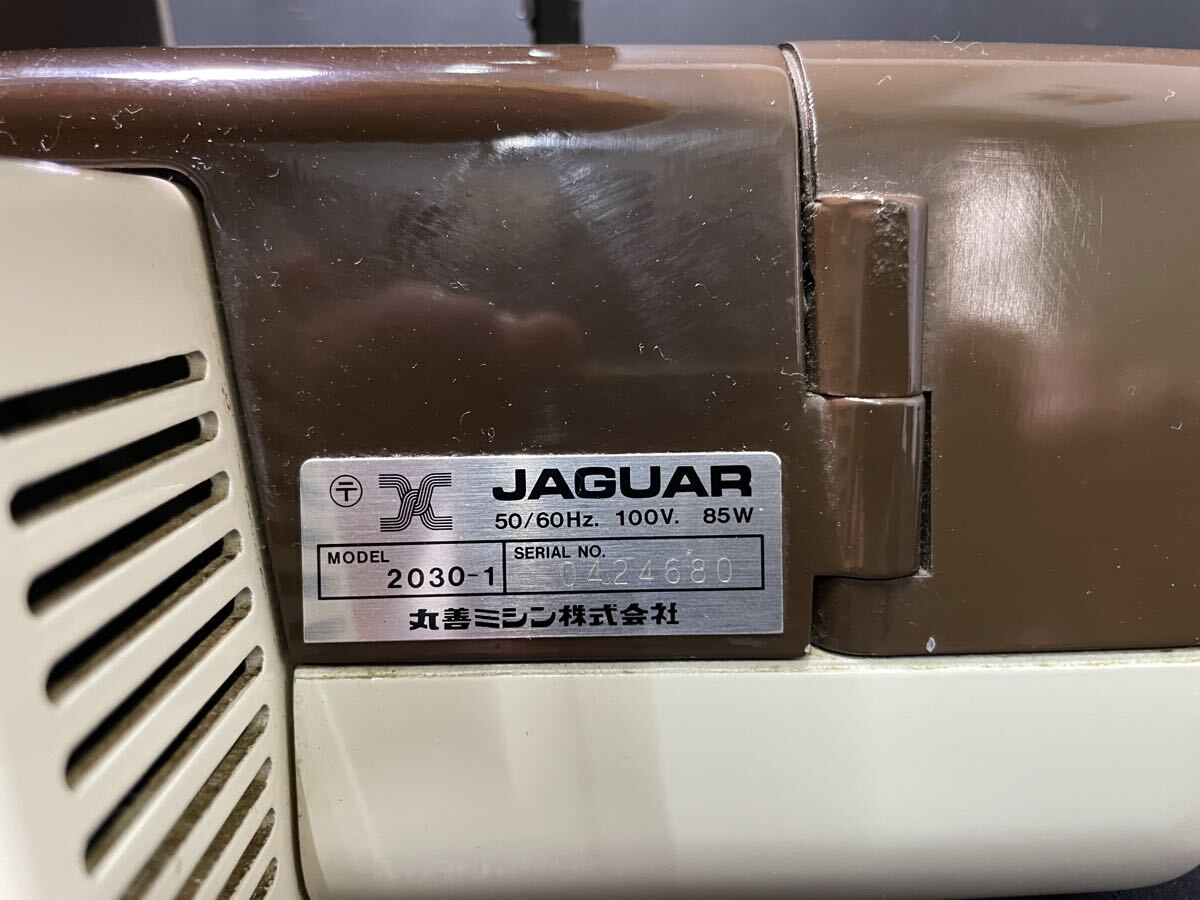 〒 JAGUAR
50/60Hz. 100V. 85W
MODEL 2030-1 SERIAL NO. 0424680
丸善ミシン株式会社